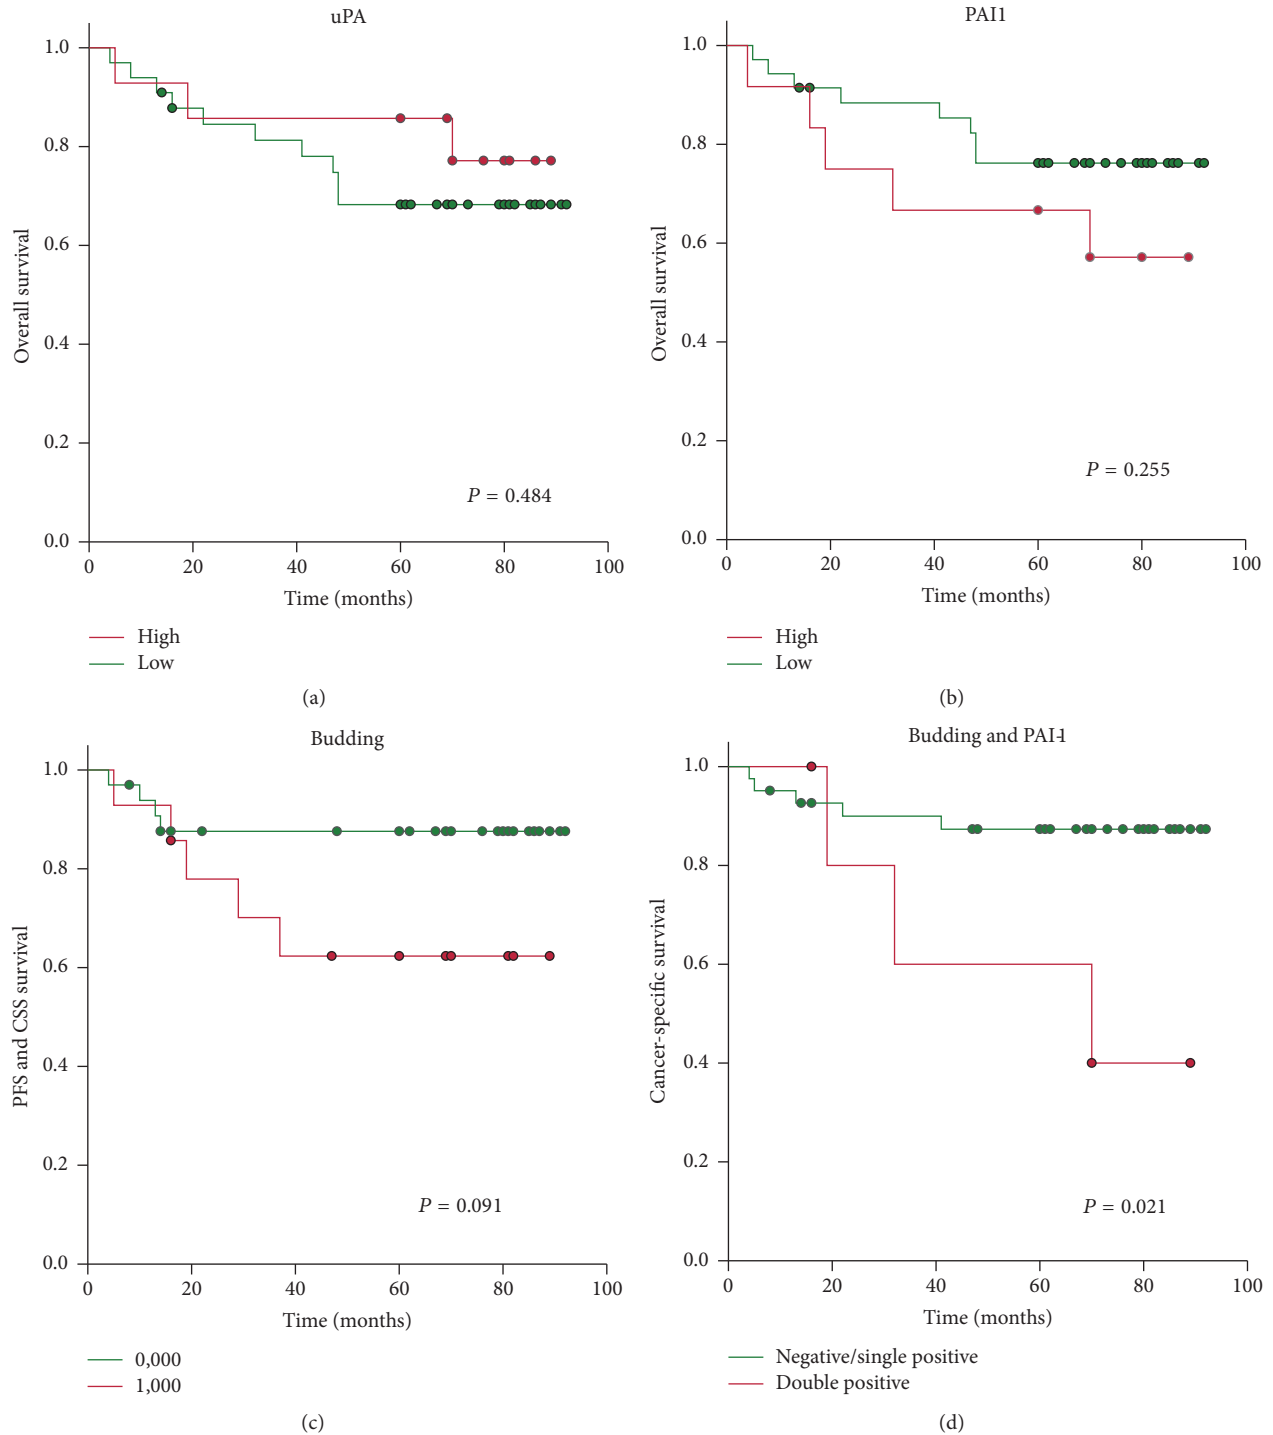 uPA
1.0
0.8
0.6
0.4
0.2
0.0
Overall survival
P = 0.484
0 20 40 60 80 100
Time (months)
High
Low
(a)
PAI1
1.0
0.8
0.6
0.4
0.2
0.0
Overall survival
P = 0.255
0 20 40 60 80 100
Time (months)
High
Low
(b)
Budding
1.0
0.8
0.6
0.4
0.2
0.0
PFS and CSS survival
P = 0.091
0 20 40 60 80 100
Time (months)
0,000
1,000
(c)
Budding and PAI-1
1.0
0.8
0.6
0.4
0.2
0.0
Cancer-specific survival
P = 0.021
0 20 40 60 80 100
Time (months)
Negative/single positive
Double positive
(d)